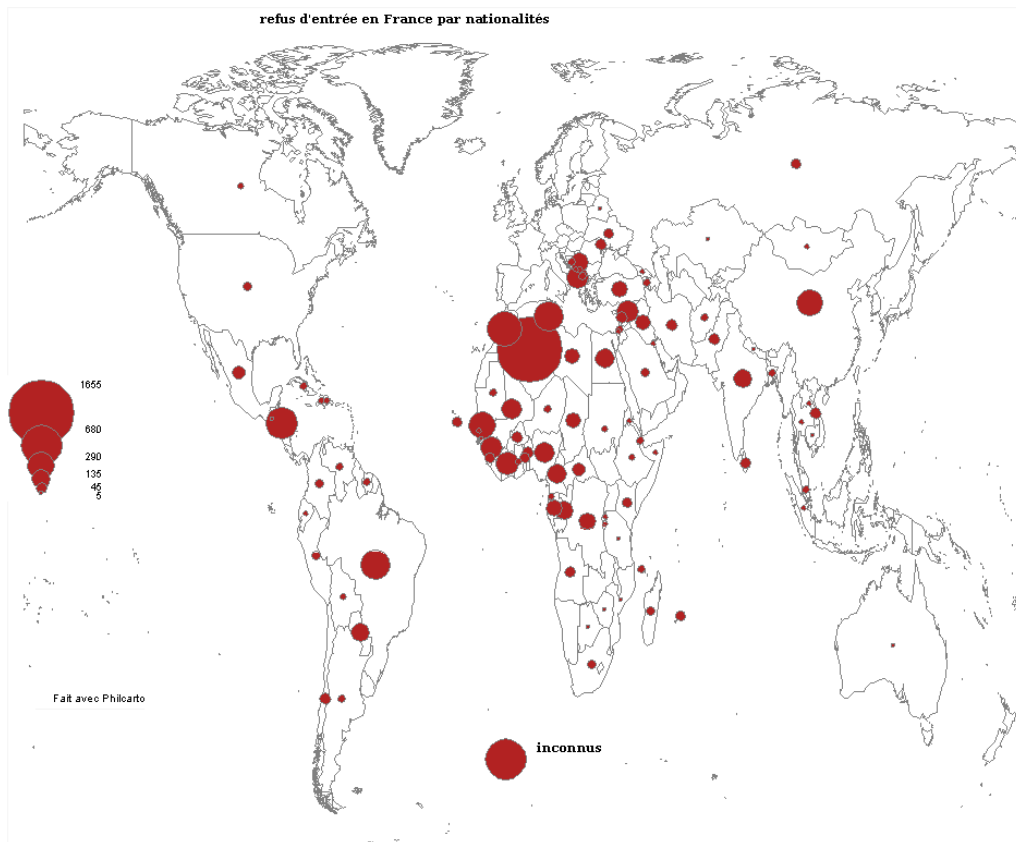 refus d'entrée en France par nationalités
1655
680
290
135
45
5
Fait avec Philcarto
inconnus